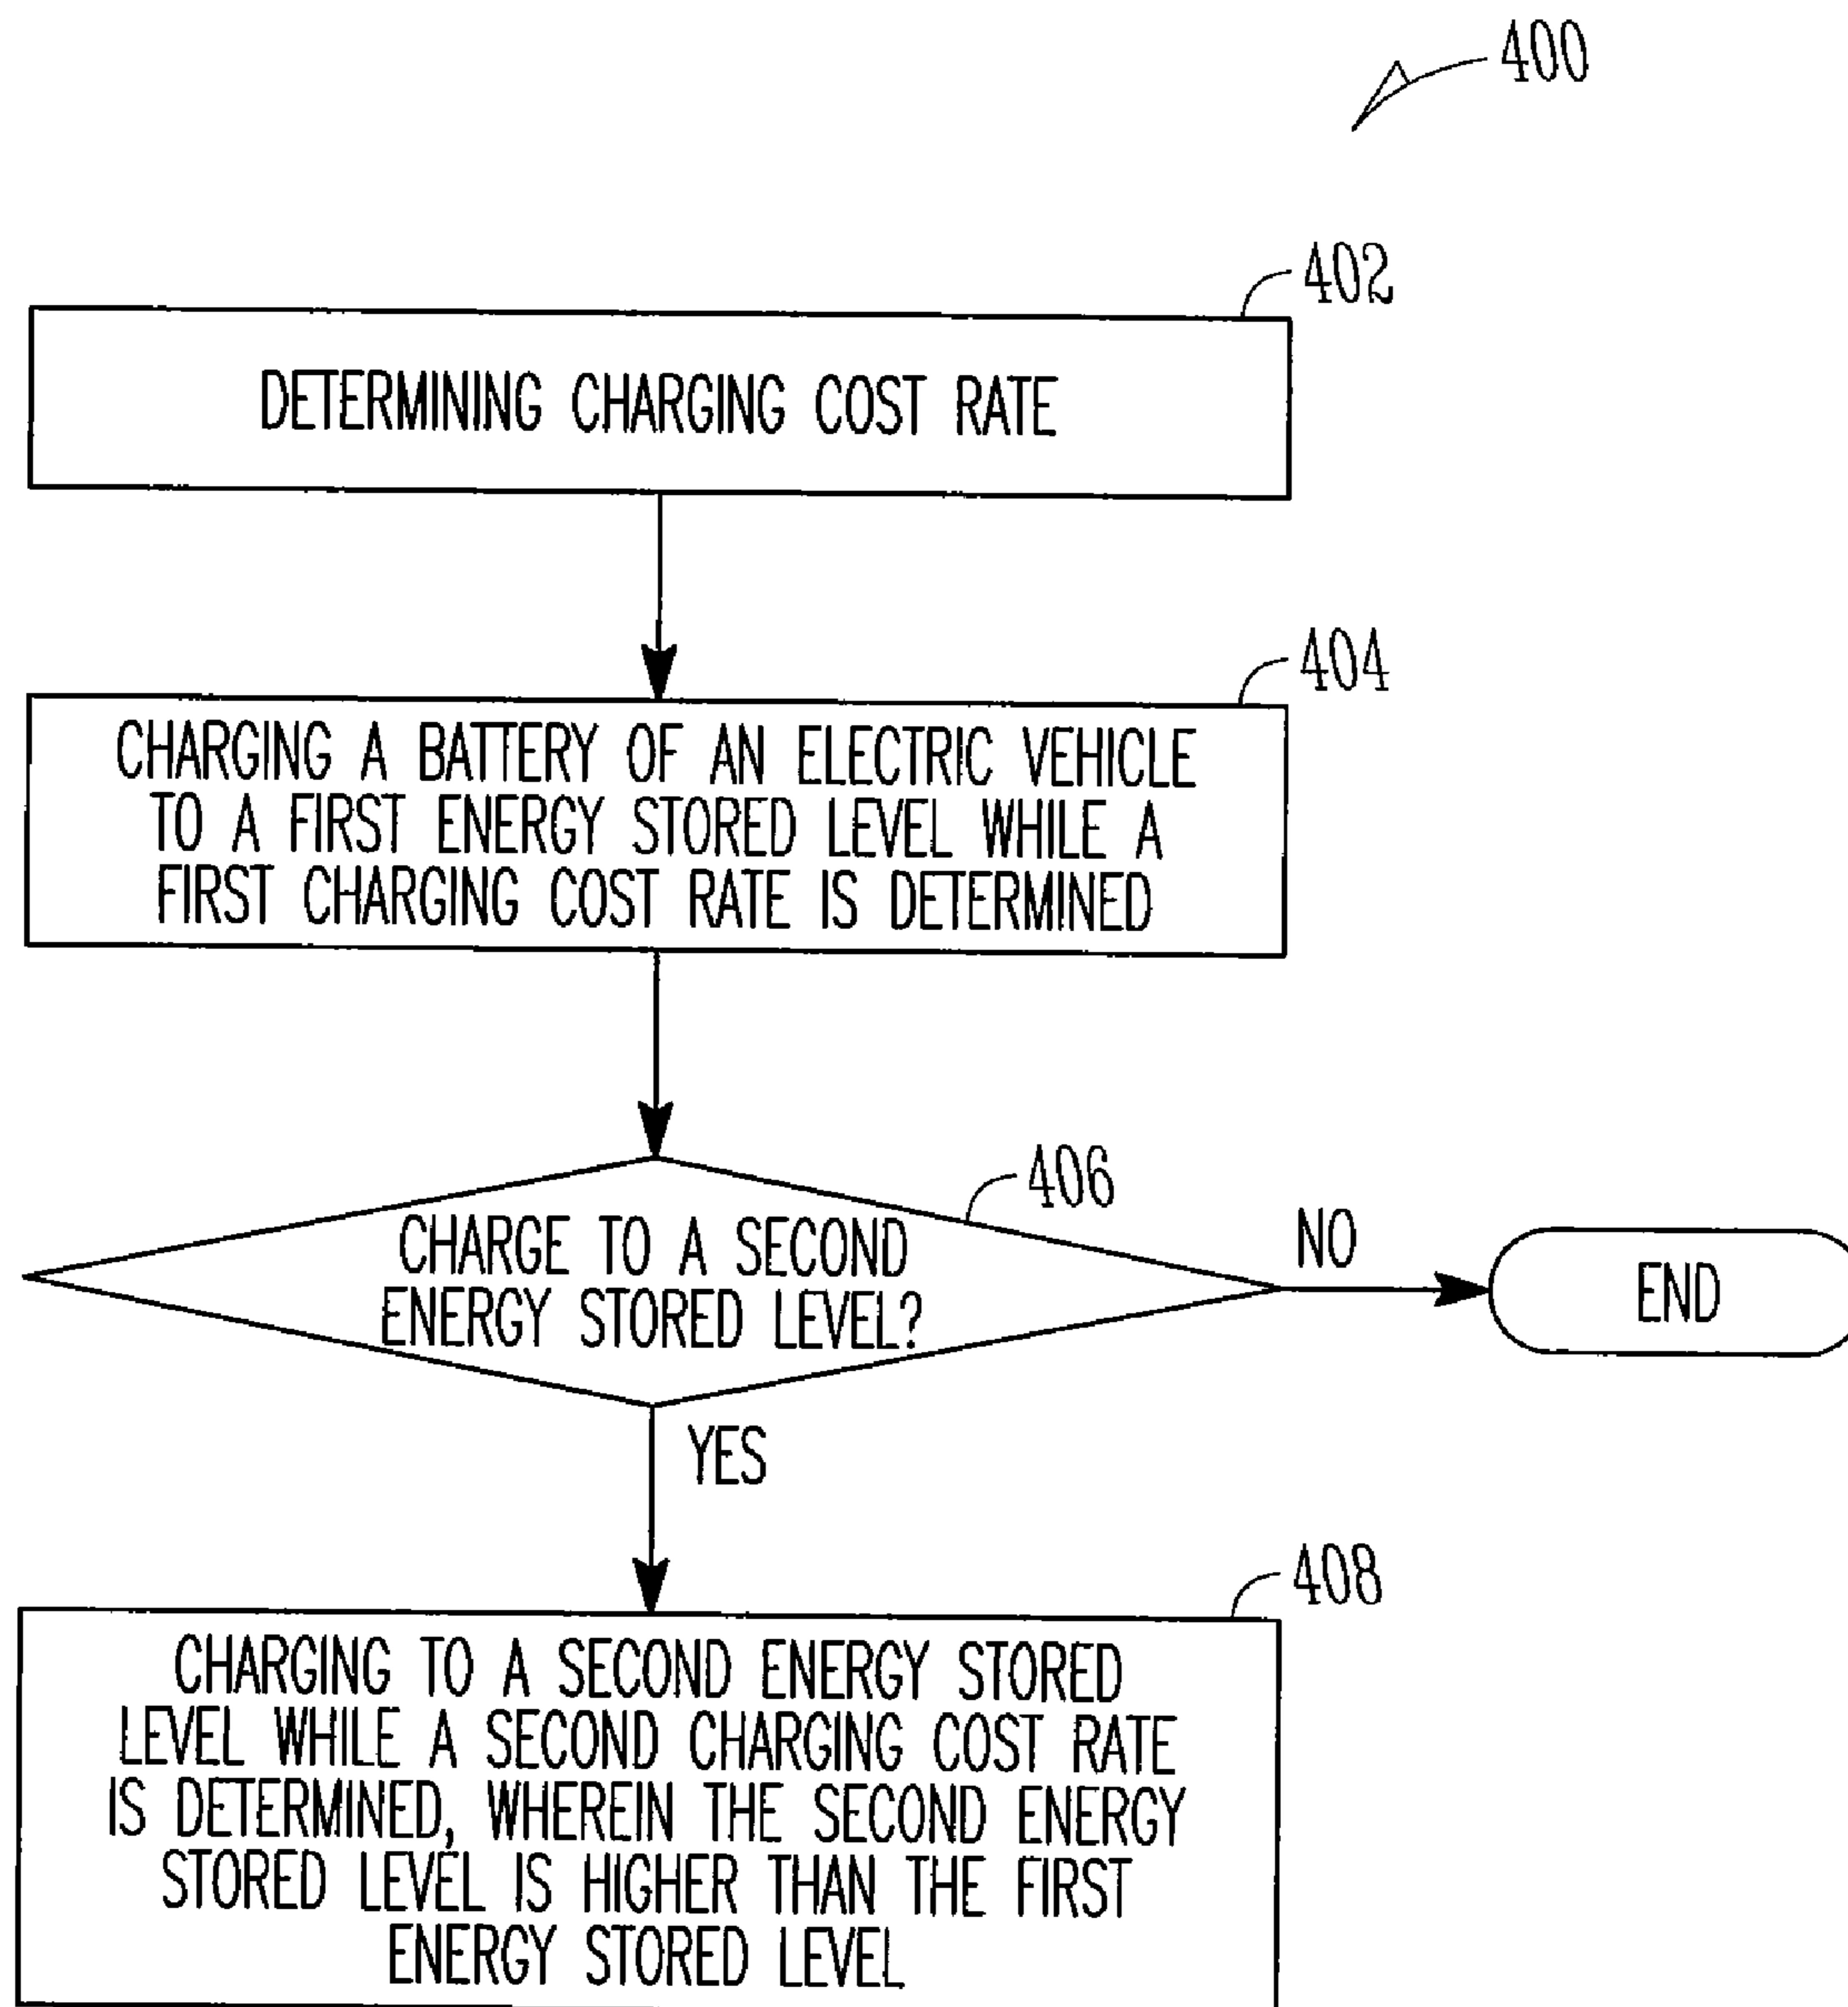 400
402
DETERMINING CHARGING COST RATE
404
CHARGING A BATTERY OF AN ELECTRIC VEHICLE
TO A FIRST ENERGY STORED LEVEL WHILE A
FIRST CHARGING COST RATE IS DETERMINED
406
CHARGE TO A SECOND
ENERGY STORED LEVEL?
NO
END
YES
408
CHARGING TO A SECOND ENERGY STORED
LEVEL WHILE A SECOND CHARGING COST RATE
IS DETERMINED, WHEREIN THE SECOND ENERGY
STORED LEVEL IS HIGHER THAN THE FIRST
ENERGY STORED LEVEL